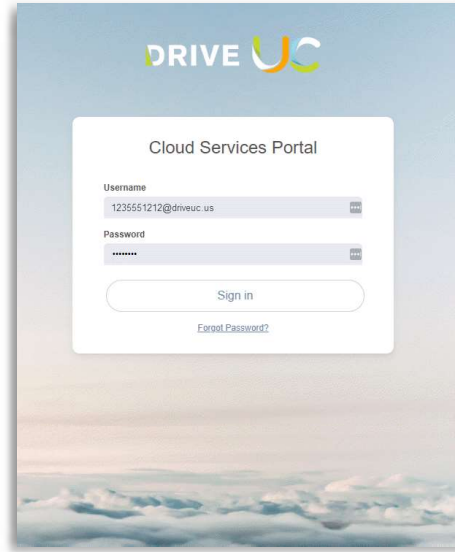 DRIVE UC
Cloud Services Portal
Username
1235551212@driveuc.us
Password
••••••••
Sign in
Forgot Password?